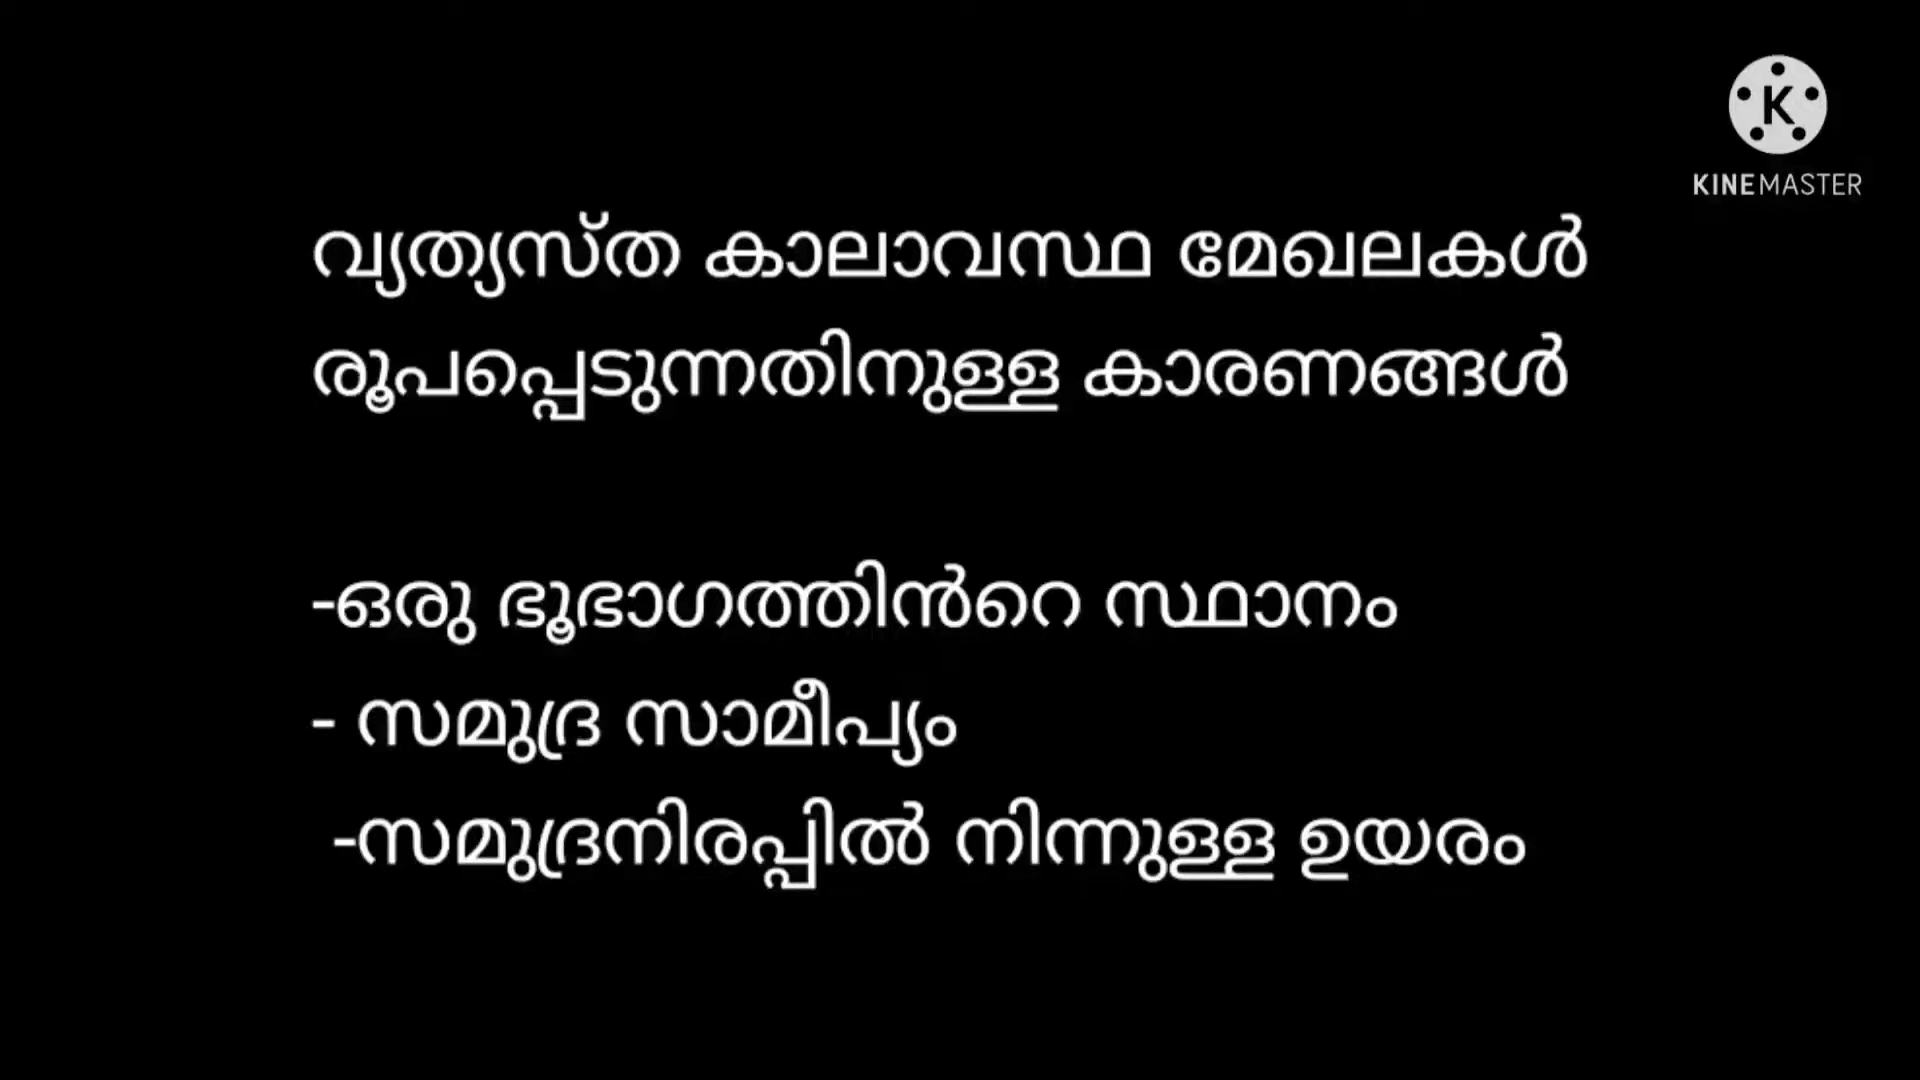 KINEMASTER
വ്യത്യസ്ത കാലാവസ്ഥ മേഖലകൾ
രൂപപ്പെടുന്നതിനുള്ള കാരണങ്ങൾ
-ഒരു ഭൂഭാഗത്തിൻറെ സ്ഥാനം
- സമുദ്ര സാമീപ്യം
-സമുദ്രനിരപ്പിൽ നിന്നുള്ള ഉയരം